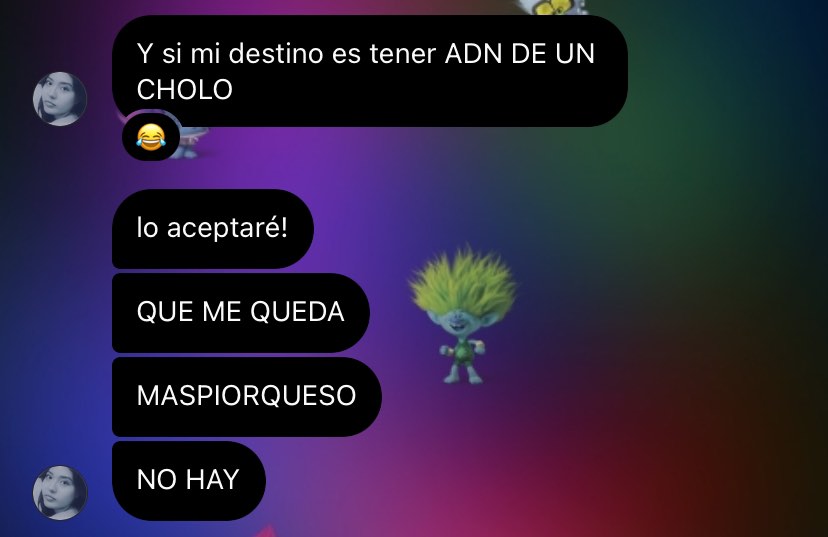 Y si mi destino es tener ADN DE UN
CHOLO
😂
lo aceptaré!
QUE ME QUEDA
MASPIORQUESO
NO HAY